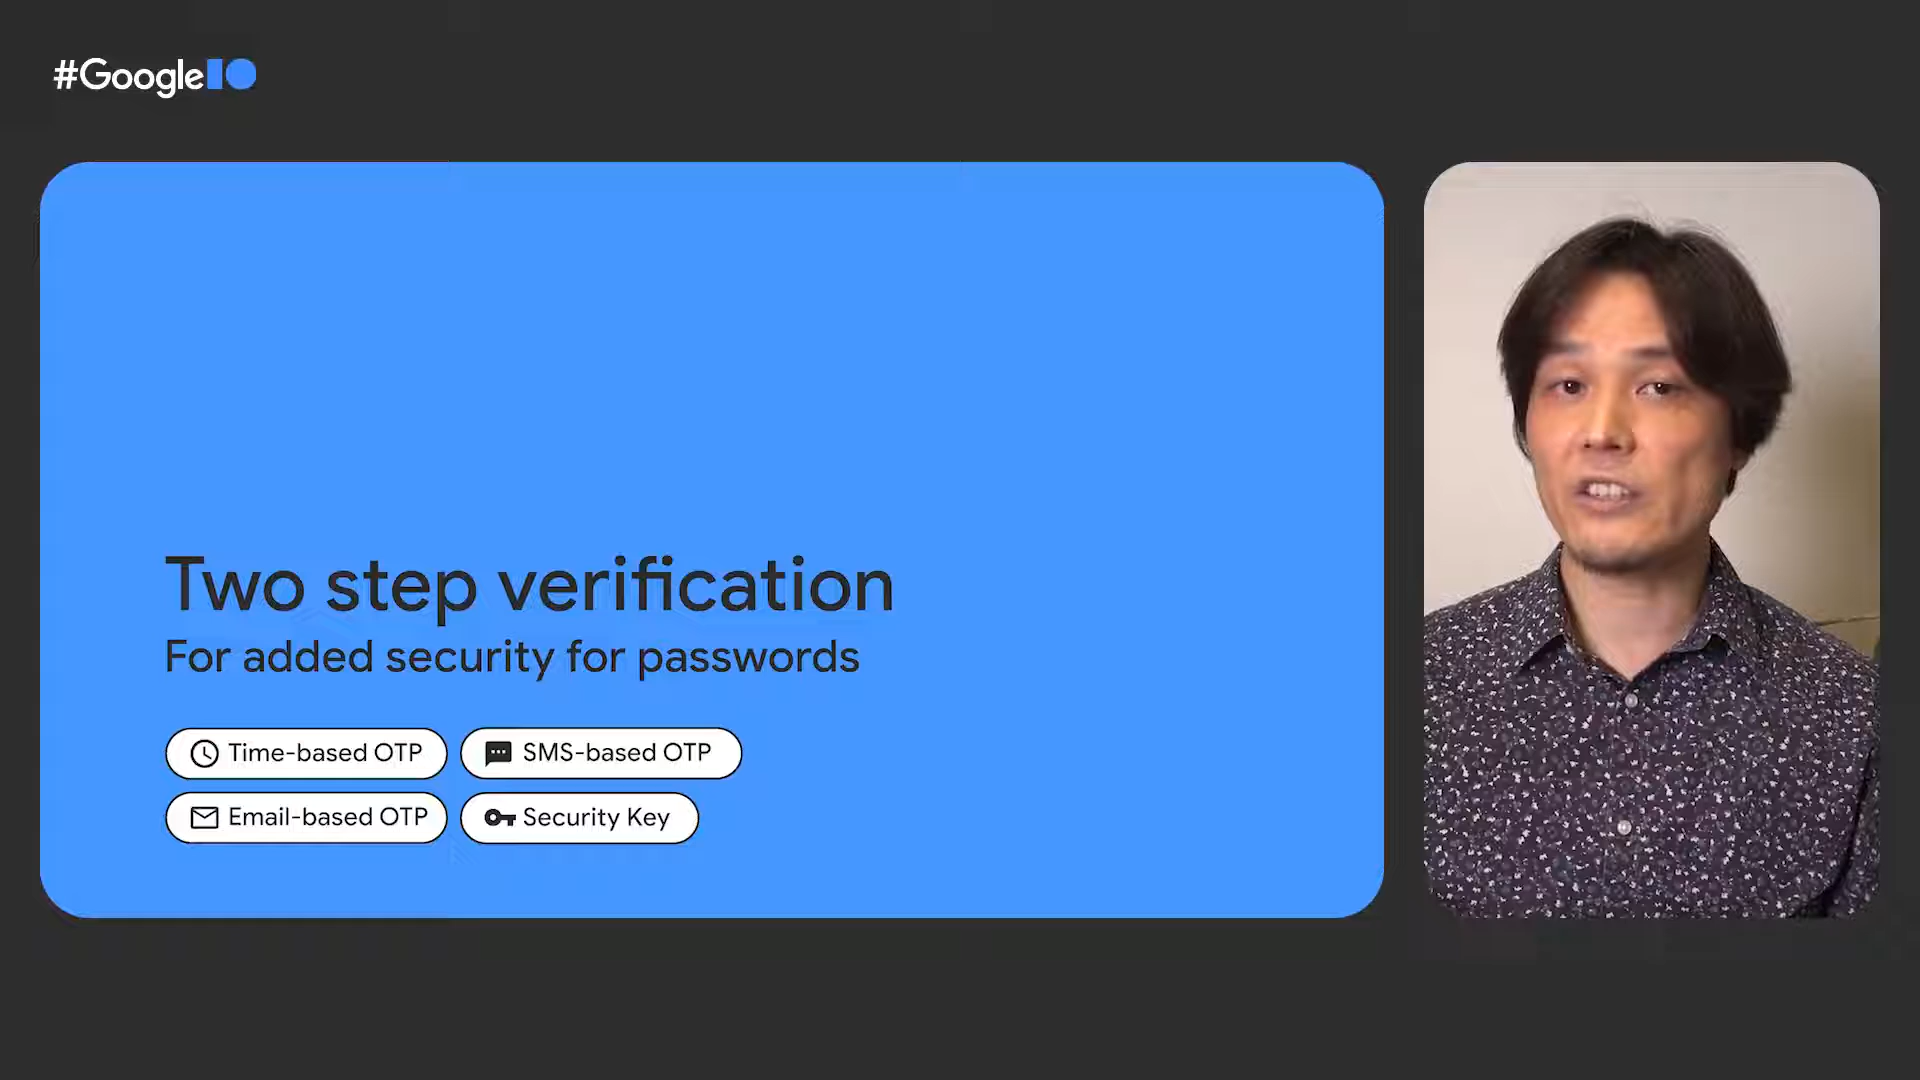 #GoogleIO
Two step verification
For added security for passwords
Time-based OTP
SMS-based OTP
Email-based OTP
Security Key